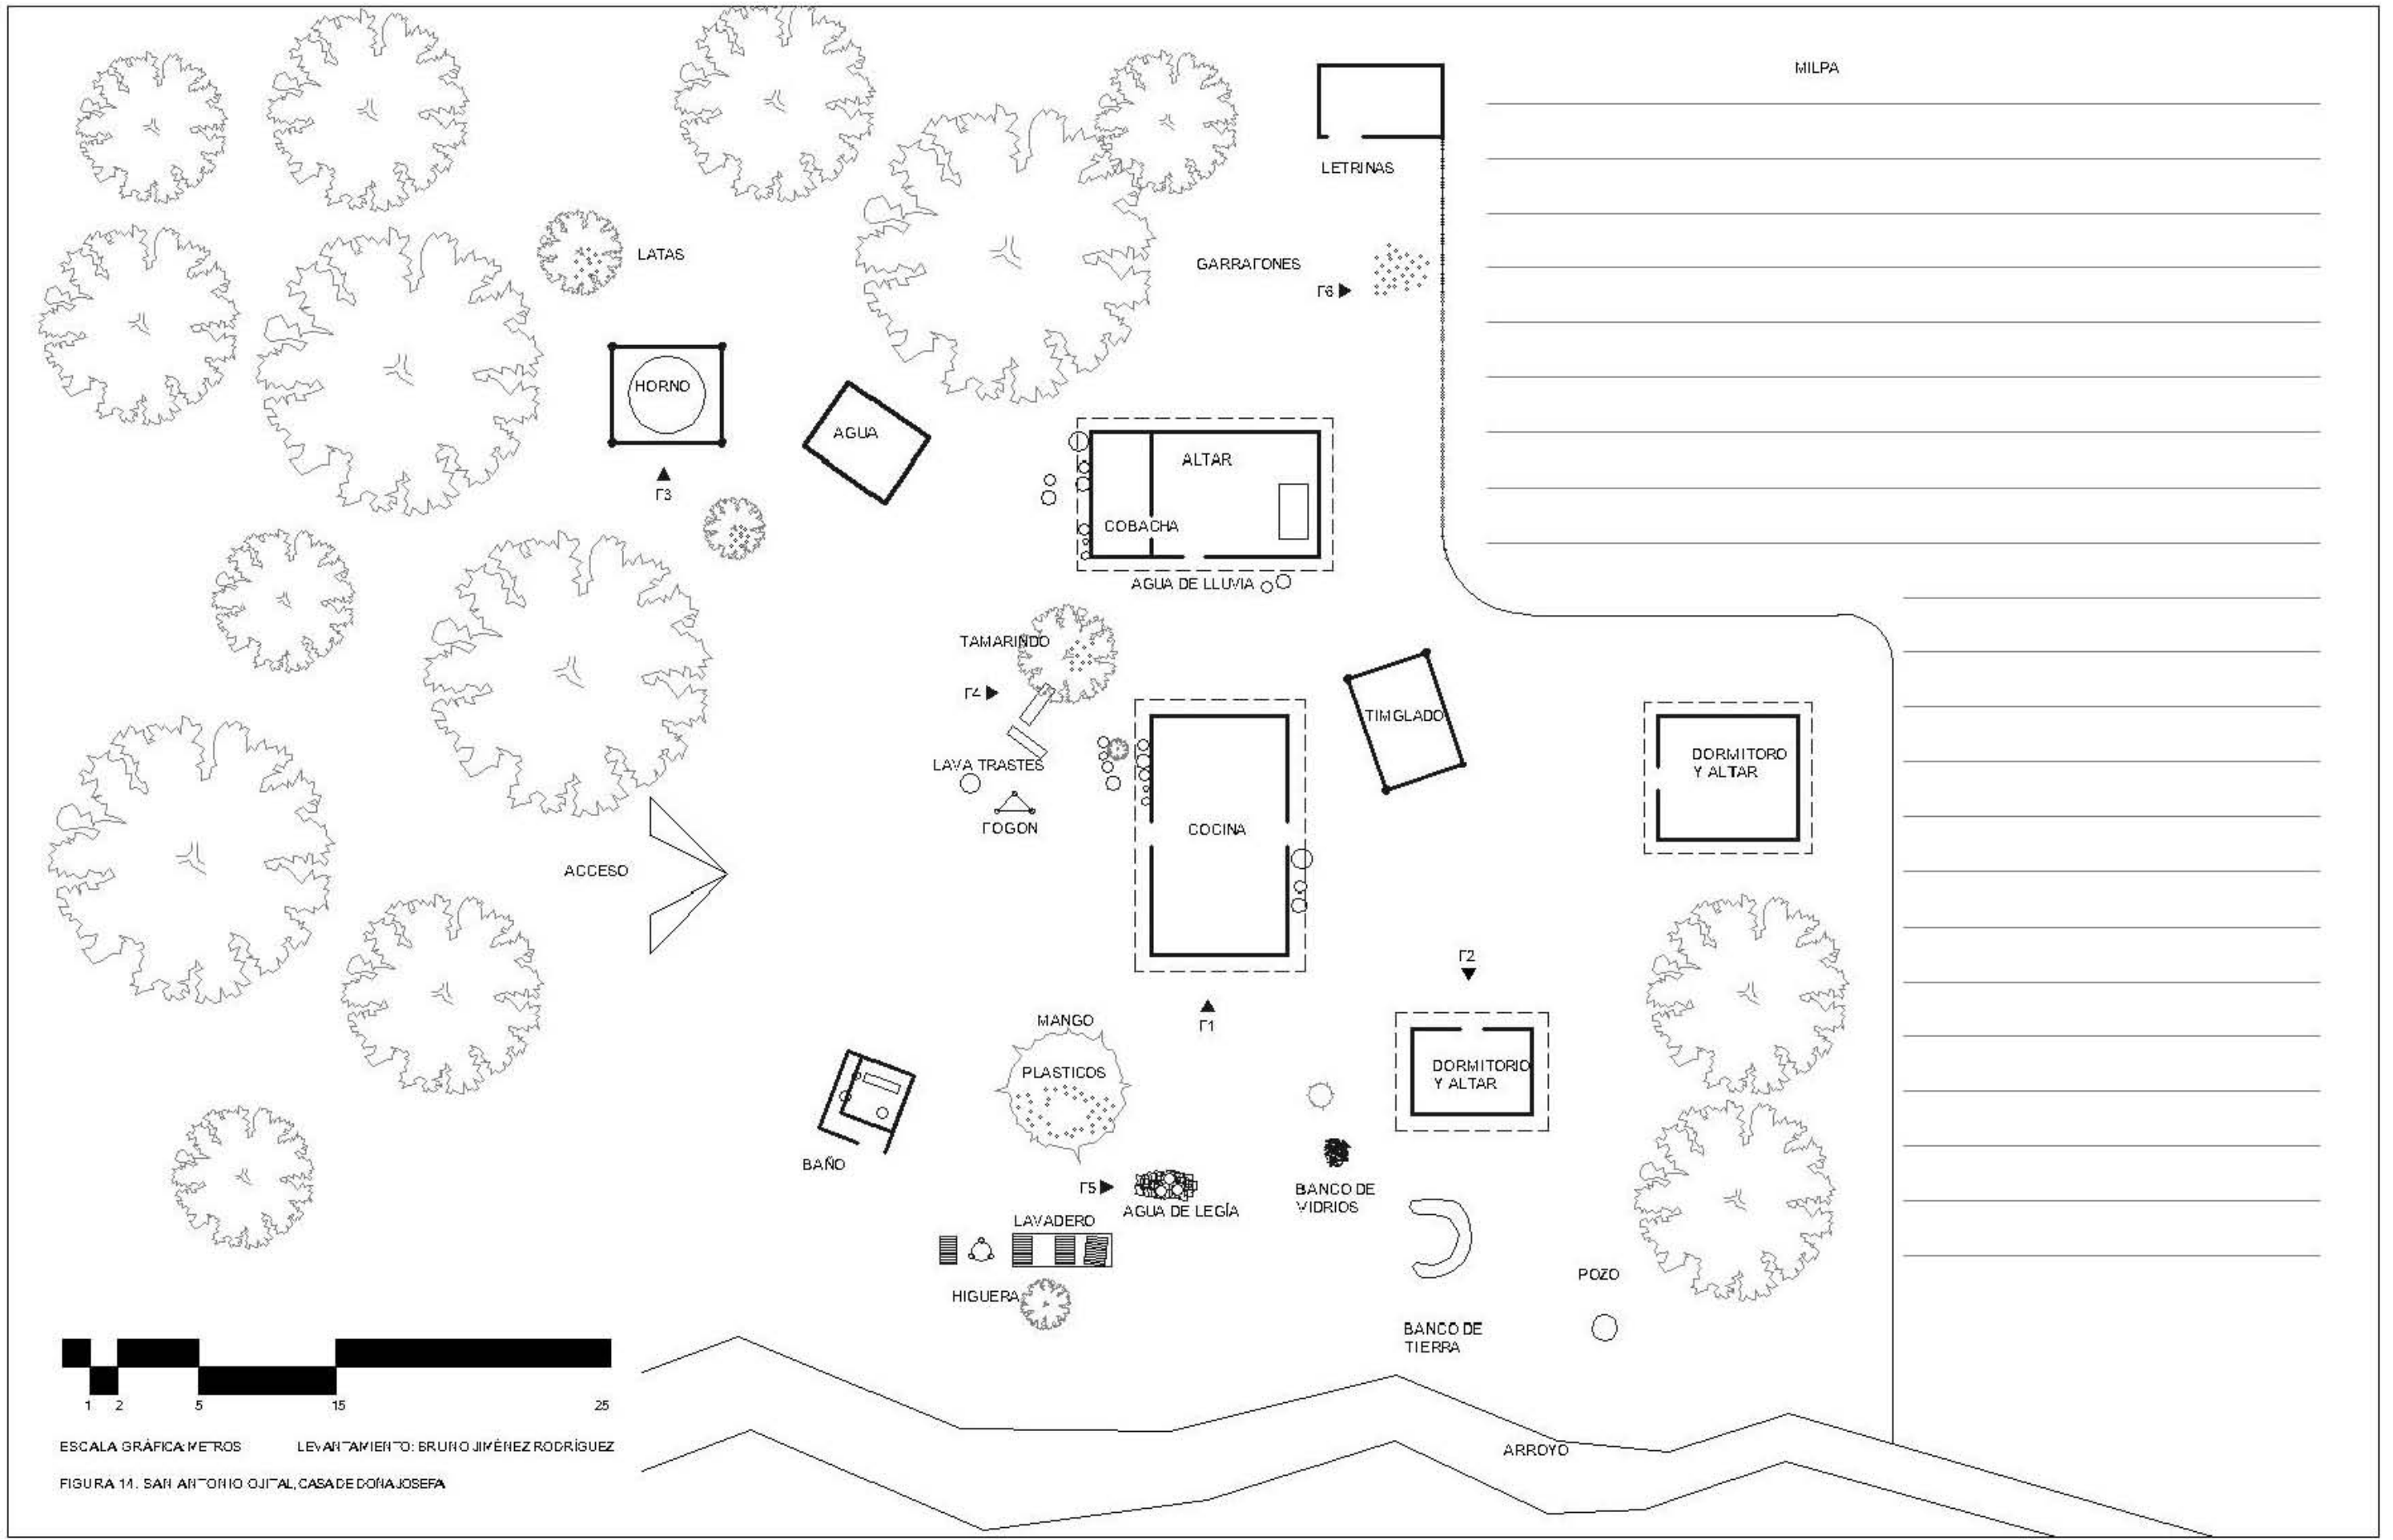 MILPA
LETRINAS
LATAS
GARRAFONES
F6
HORNO
AGUA
ALTAR
F3
COBACHA
AGUA DE LLUVIA
TAMARINDO
F4
TIMGLADO
DORMITORO
Y ALTAR
LAVA TRASTES
FOGON
COCINA
ACCESO
F2
F1
MANGO
PLASTICOS
DORMITORIO
Y ALTAR
BAÑO
F5
BANCO DE
VIDRIOS
AGUA DE LEGÍA
LAVADERO
POZO
HIGUERA
BANCO DE
TIERRA
1 2 5 15 25
ESCALA GRÁFICA: METROS
LEVANTAMIENTO: BRUNO JIMÉNEZ RODRÍGUEZ
ARROYO
FIGURA 14. SAN ANTONIO OJITAL, CASA DE DOÑA JOSEFA